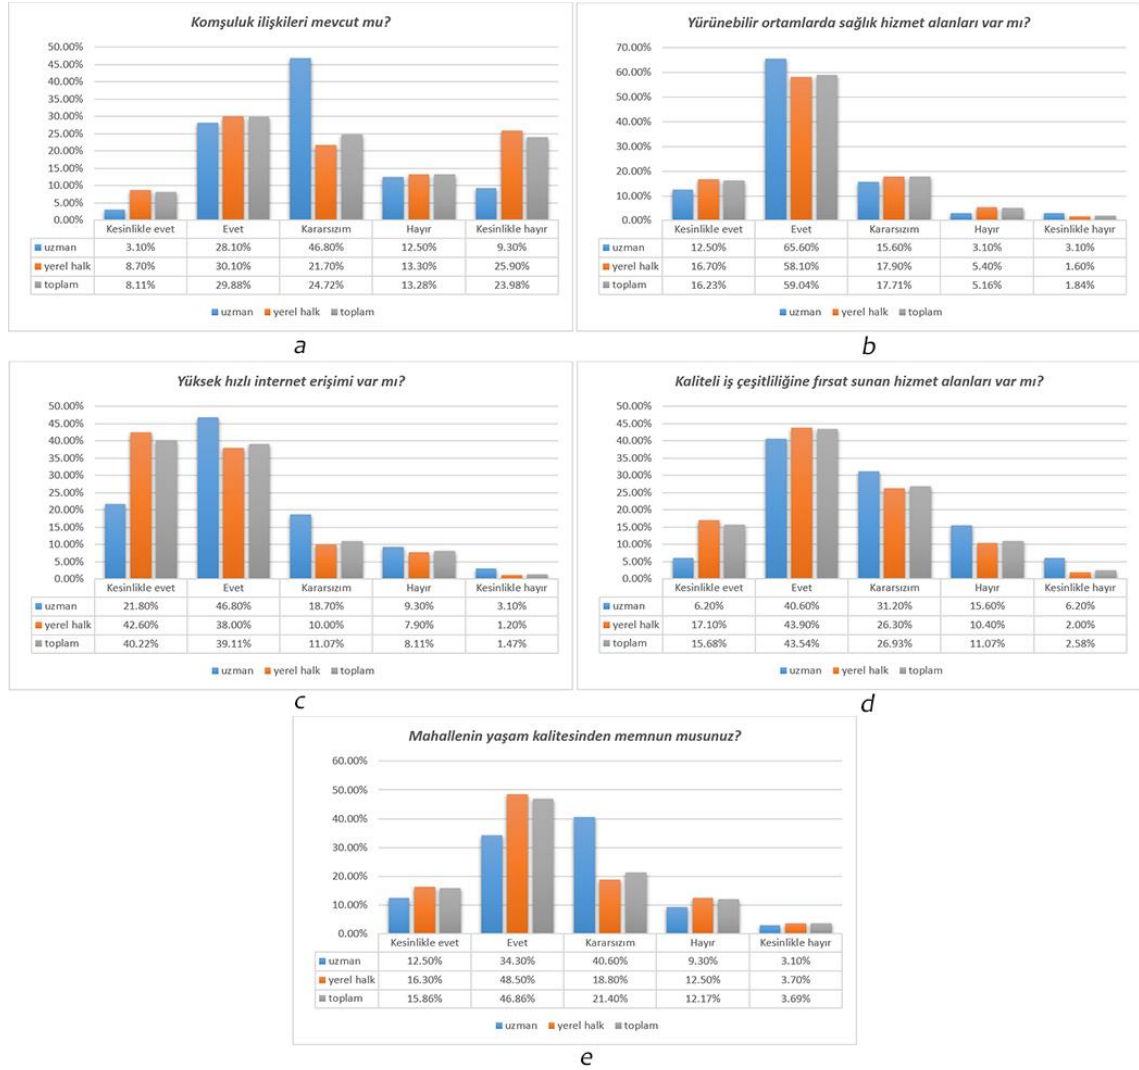 Komşuluk ilişkileri mevcut mu?
50.00%
45.00%
40.00%
35.00%
30.00%
25.00%
20.00%
15.00%
10.00%
5.00%
0.00%
Kesinlikle evet Evet Kararsızım Hayır Kesinlikle hayır
uzman 3.10% 28.10% 46.80% 12.50% 9.30%
yerel halk 8.70% 30.10% 21.70% 13.30% 25.90%
toplam 8.11% 29.88% 24.72% 13.28% 23.98%
uzman yerel halk toplam
a
Yürünebilir ortamlarda sağlık hizmet alanları var mı?
70.00%
60.00%
50.00%
40.00%
30.00%
20.00%
10.00%
0.00%
Kesinlikle evet Evet Kararsızım Hayır Kesinlikle hayır
uzman 12.50% 65.60% 15.60% 3.10% 3.10%
yerel halk 16.70% 58.10% 17.90% 5.40% 1.60%
toplam 16.23% 59.04% 17.71% 5.16% 1.84%
uzman yerel halk toplam
b
Yüksek hızlı internet erişimi var mı?
50.00%
45.00%
40.00%
35.00%
30.00%
25.00%
20.00%
15.00%
10.00%
5.00%
0.00%
Kesinlikle evet Evet Kararsızım Hayır Kesinlikle hayır
uzman 21.80% 46.80% 18.70% 9.30% 3.10%
yerel halk 42.60% 38.00% 10.00% 7.90% 1.20%
toplam 40.22% 39.11% 11.07% 8.11% 1.47%
uzman yerel halk toplam
c
Kaliteli iş çeşitliliğine fırsat sunan hizmet alanları var mı?
50.00%
45.00%
40.00%
35.00%
30.00%
25.00%
20.00%
15.00%
10.00%
5.00%
0.00%
Kesinlikle evet Evet Kararsızım Hayır Kesinlikle hayır
uzman 6.20% 40.60% 31.20% 15.60% 6.20%
yerel halk 17.10% 43.90% 26.30% 10.40% 2.00%
toplam 15.68% 43.54% 26.93% 11.07% 2.58%
uzman yerel halk toplam
d
Mahallenin yaşam kalitesinden memnun musunuz?
60.00%
50.00%
40.00%
30.00%
20.00%
10.00%
0.00%
Kesinlikle evet Evet Kararsızım Hayır Kesinlikle hayır
uzman 12.50% 34.30% 40.60% 9.30% 3.10%
yerel halk 16.30% 48.50% 18.80% 12.50% 3.70%
toplam 15.86% 46.86% 21.40% 12.17% 3.69%
uzman yerel halk toplam
e